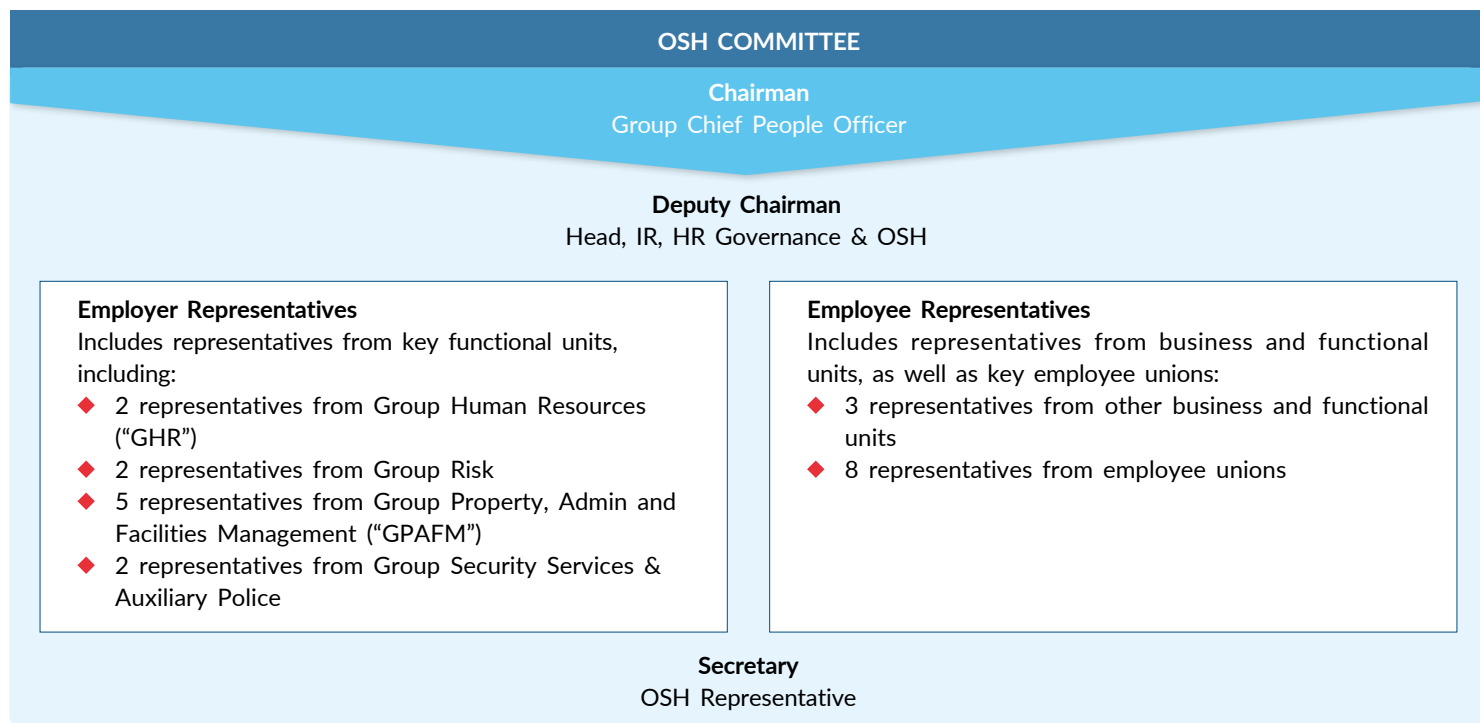 OSH COMMITTEE
Chairman
Group Chief People Officer
Deputy Chairman
Head, IR, HR Governance & OSH
Employer Representatives
Includes representatives from key functional units,
including:
◆ 2 representatives from Group Human Resources
(“GHR”)
◆ 2 representatives from Group Risk
◆ 5 representatives from Group Property, Admin and
Facilities Management (“GPAFM”)
◆ 2 representatives from Group Security Services &
Auxiliary Police
Employee Representatives
Includes representatives from business and functional
units, as well as key employee unions:
◆ 3 representatives from other business and functional
units
◆ 8 representatives from employee unions
Secretary
OSH Representative